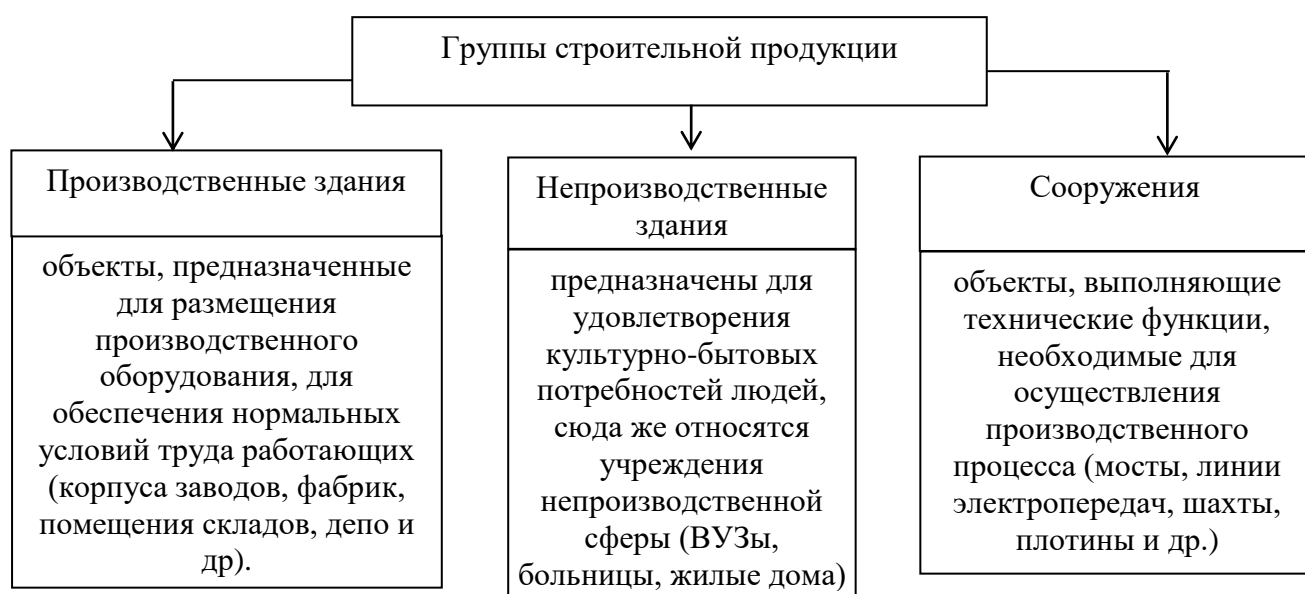 Группы строительной продукции
Производственные здания
объекты, предназначенные
для размещения
производственного
оборудования, для
обеспечения нормальных
условий труда работающих
(корпуса заводов, фабрик,
помещения складов, депо и
др).
Непроизводственные
здания
предназначены для
удовлетворения
культурно-бытовых
потребностей людей,
сюда же относятся
учреждения
непроизводственной
сферы (ВУЗы,
больницы, жилые дома)
Сооружения
объекты, выполняющие
технические функции,
необходимые для
осуществления
производственного
процесса (мосты, линии
электропередач, шахты,
плотины и др.)